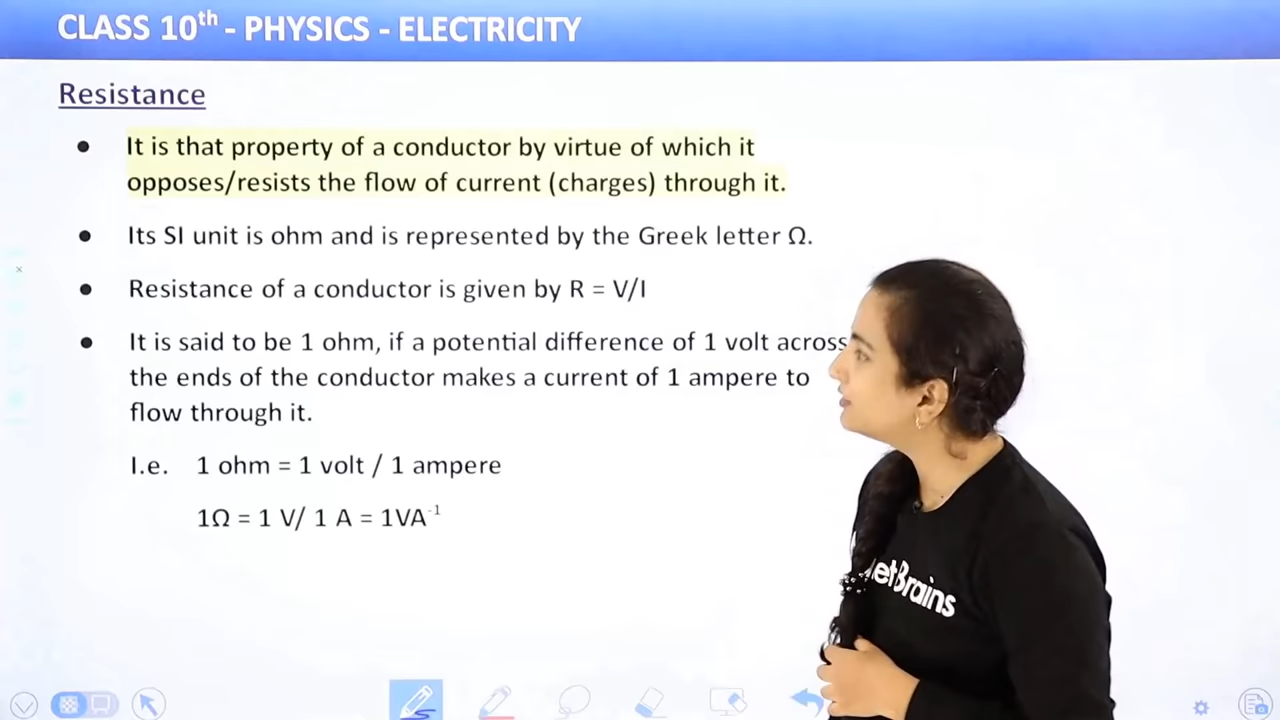 CLASS 10th - PHYSICS - ELECTRICITY
Resistance
● It is that property of a conductor by virtue of which it
opposes/resists the flow of current (charges) through it.
● Its SI unit is ohm and is represented by the Greek letter Ω.
● Resistance of a conductor is given by R = V/I
● It is said to be 1 ohm, if a potential difference of 1 volt across
the ends of the conductor makes a current of 1 ampere to
flow through it.
I.e. 1 ohm = 1 volt / 1 ampere
1Ω = 1 V/ 1 A = 1VA⁻¹
etBrains